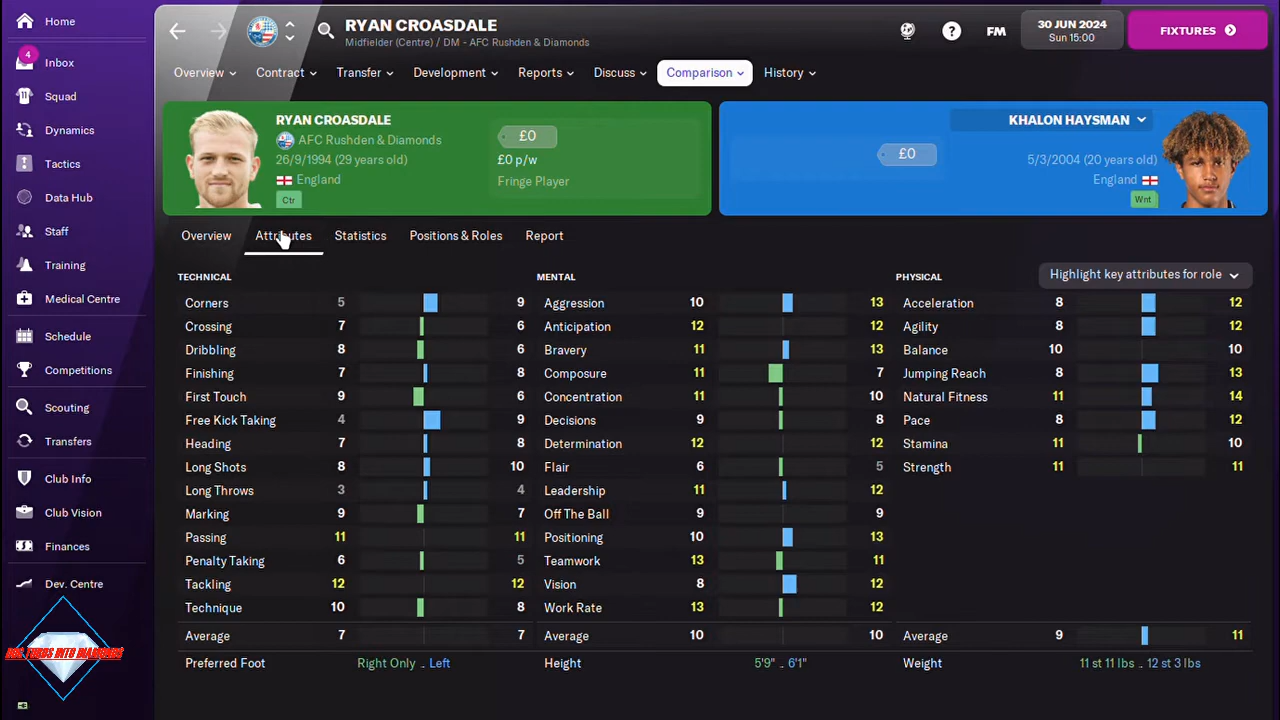 Home
4
Inbox
Squad
Dynamics
Tactics
Data Hub
Staff
Training
Medical Centre
Schedule
Competitions
Scouting
Transfers
Club Info
Club Vision
Finances
Dev. Centre
RYAN CROASDALE
Midfielder (Centre) / DM - AFC Rushden & Diamonds
? FM
30 JUN 2024
Sun 15:00
FIXTURES
Overview Contract Transfer Development Reports Discuss Comparison History
RYAN CROASDALE
AFC Rushden & Diamonds
26/9/1994 (29 years old)
England
Ctr
£0
£0 p/w
Fringe Player
£0
KHALON HAYSMAN
5/3/2004 (20 years old)
England
Wnt
Overview Attributes Statistics Positions & Roles Report
Highlight key attributes for role
TECHNICAL
Corners 5 9
Crossing 7 6
Dribbling 8 6
Finishing 7 8
First Touch 9 6
Free Kick Taking 4 9
Heading 7 8
Long Shots 8 10
Long Throws 3 4
Marking 9 7
Passing 11 11
Penalty Taking 6 5
Tackling 12 12
Technique 10 8
Average 7 7
MENTAL
Aggression 10 13
Anticipation 12 12
Bravery 11 13
Composure 11 7
Concentration 11 10
Decisions 9 8
Determination 12 12
Flair 6 5
Leadership 11 12
Off The Ball 9 9
Positioning 10 13
Teamwork 13 11
Vision 8 12
Work Rate 13 12
Average 10 10
PHYSICAL
Acceleration 8 12
Agility 8 12
Balance 10 10
Jumping Reach 8 13
Natural Fitness 11 14
Pace 8 12
Stamina 11 10
Strength 11 11
Average 9 11
Preferred Foot Right Only .. Left
Height 5'9" .. 6'1"
Weight 11 st 11 lbs .. 12 st 3 lbs
TURNS INTO DIAMONDS